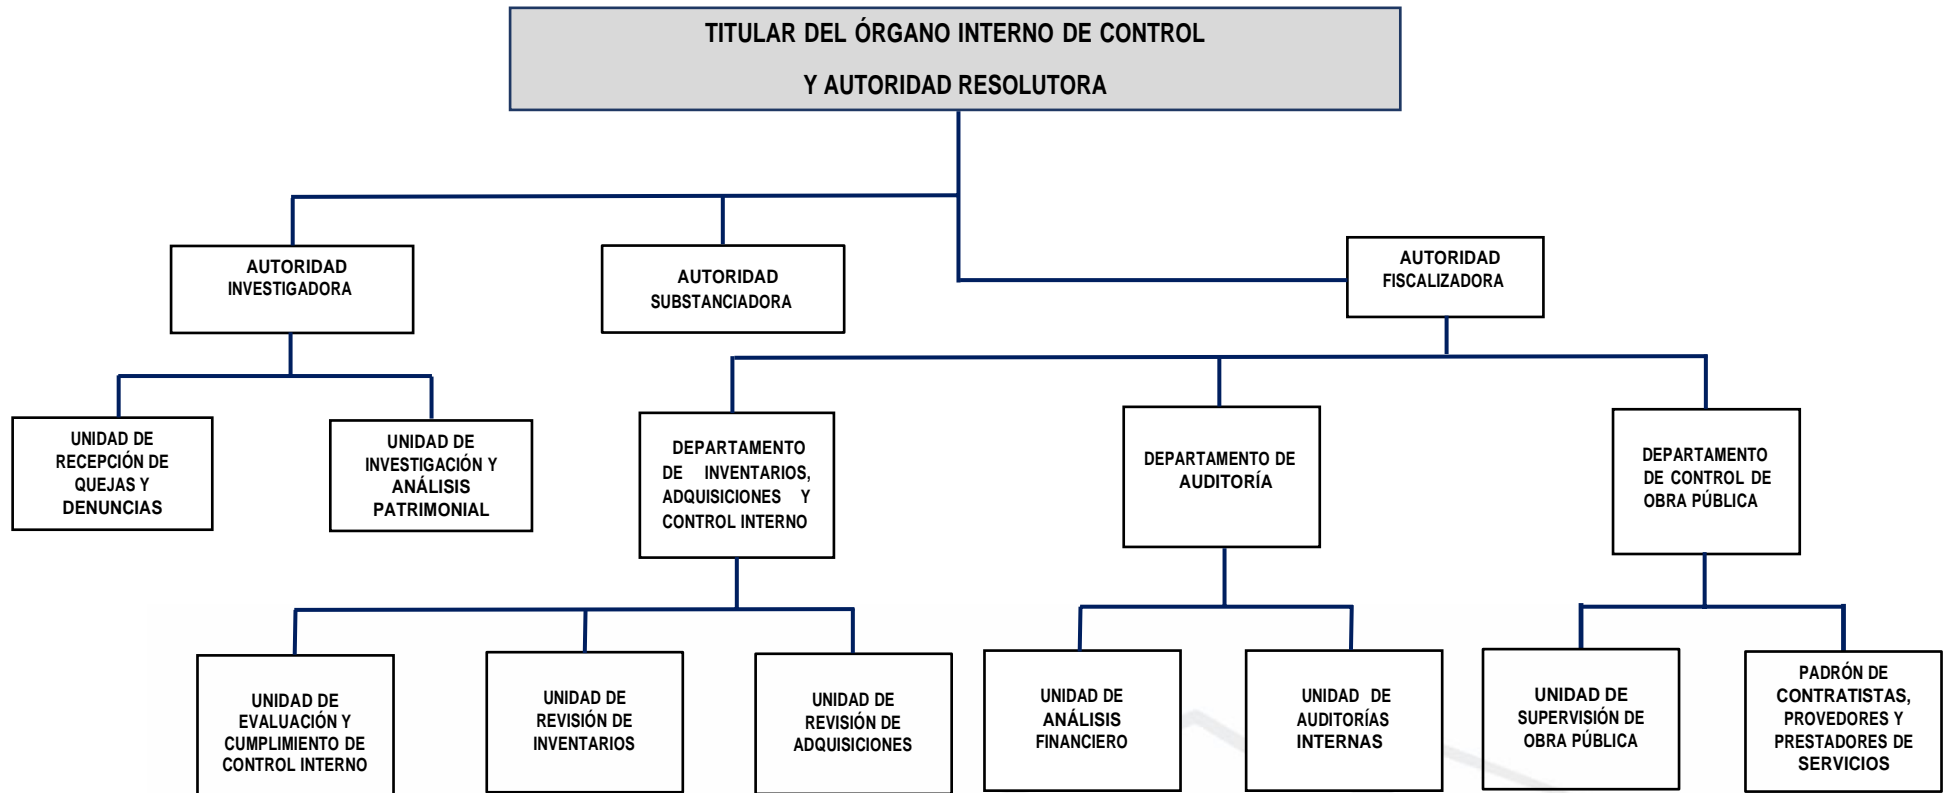 TITULAR DEL ÓRGANO INTERNO DE CONTROL
Y AUTORIDAD RESOLUTORA
AUTORIDAD
INVESTIGADORA
AUTORIDAD
SUBSTANCIADORA
AUTORIDAD
FISCALIZADORA
UNIDAD DE
RECEPCIÓN DE
QUEJAS Y
DENUNCIAS
UNIDAD DE
INVESTIGACIÓN Y
ANÁLISIS
PATRIMONIAL
DEPARTAMENTO
DE INVENTARIOS,
ADQUISICIONES Y
CONTROL INTERNO
DEPARTAMENTO DE
AUDITORÍA
DEPARTAMENTO
DE CONTROL DE
OBRA PÚBLICA
UNIDAD DE
EVALUACIÓN Y
CUMPLIMIENTO DE
CONTROL INTERNO
UNIDAD DE
REVISIÓN DE
INVENTARIOS
UNIDAD DE
REVISIÓN DE
ADQUISICIONES
UNIDAD DE
ANÁLISIS
FINANCIERO
UNIDAD DE
AUDITORÍAS
INTERNAS
UNIDAD DE
SUPERVISIÓN DE
OBRA PÚBLICA
PADRÓN DE
CONTRATISTAS,
PROVEDORES Y
PRESTADORES DE
SERVICIOS